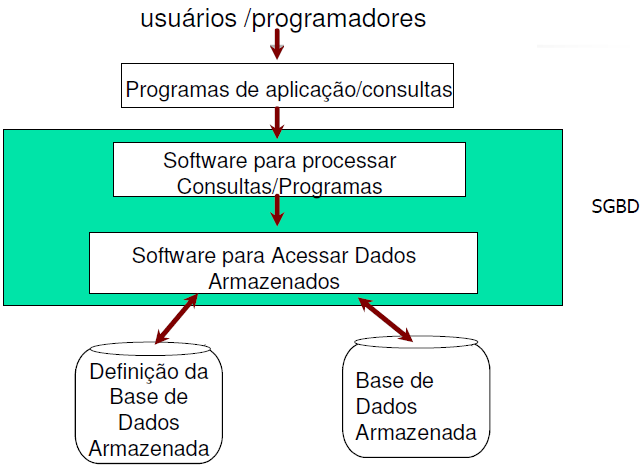 usuários /programadores
Programas de aplicação/consultas
Software para processar
Consultas/Programas
SGBD
Software para Acessar Dados
Armazenados
Definição da
Base de
Dados
Armazenada
Base de
Dados
Armazenada